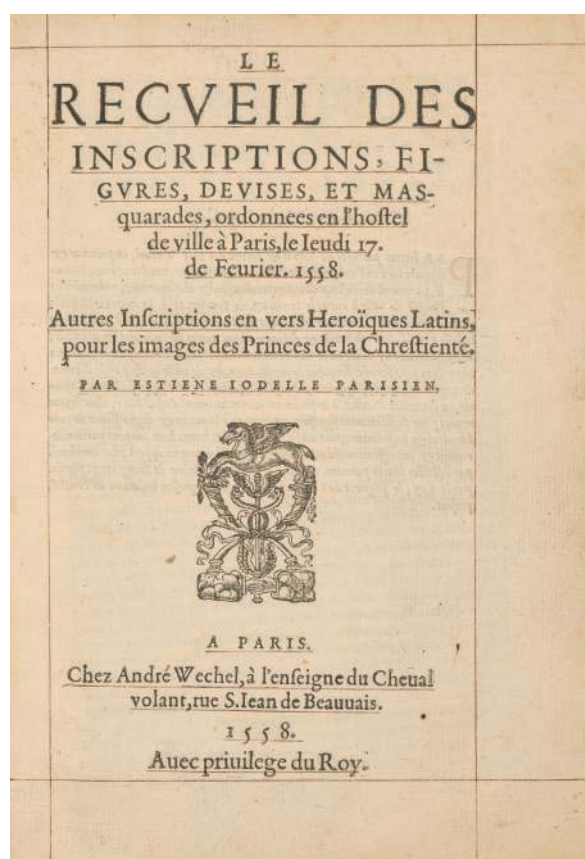 LE
RECVEIL DES
INSCRIPTIONS, FI-
GVRES, DEVISES, ET MAS-
quarades, ordonnees en l'hoſtel
de ville à Paris, le Ieudi 17.
de Feurier. 1558.
Autres Inſcriptions en vers Heroïques Latins,
pour les images des Princes de la Chreſtienté.
PAR ESTIENE IODELLE PARISIEN.
A PARIS.
Chez André Wechel, à l'enſeigne du Cheual
volant, rue S. Iean de Beauuais.
1558.
Auec priuilege du Roy.